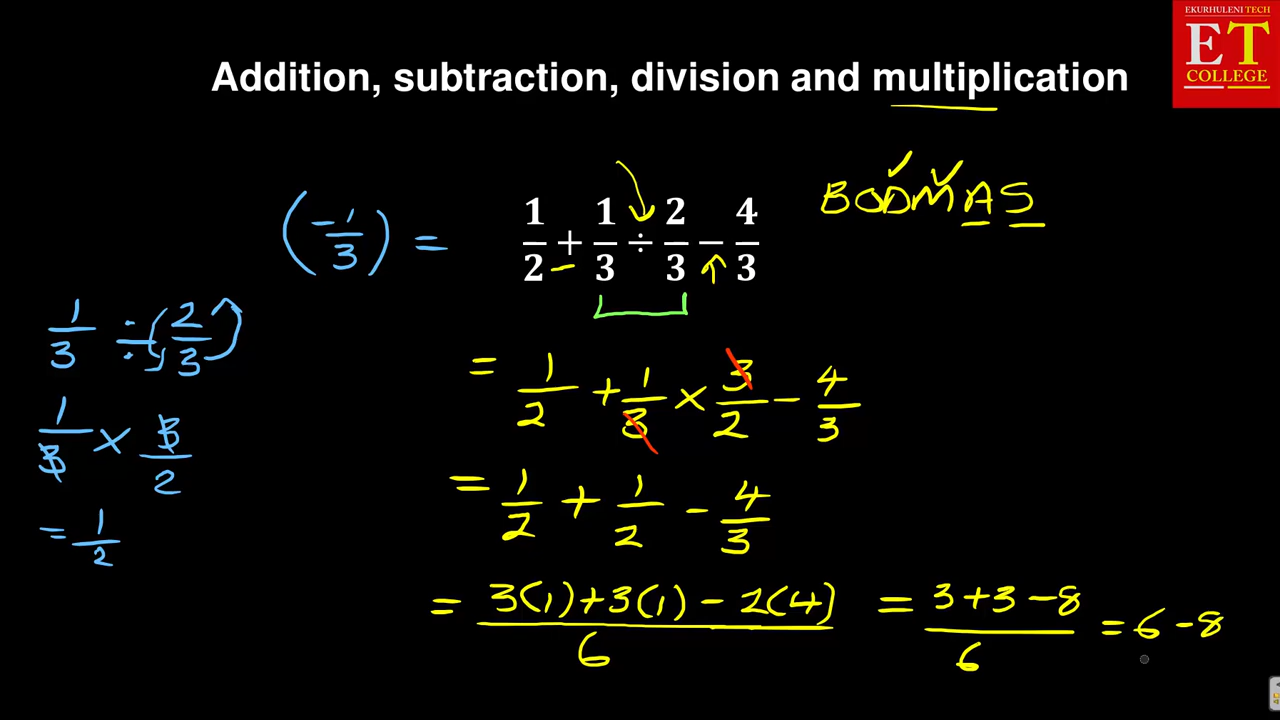 EKURHULENI TECH
ET
COLLEGE
Addition, subtraction, division and multiplication
BODMAS
(-1/3) = 1/2 + 1/3 ÷ 2/3 − 4/3
1/3 ÷ (2/3)
= 1/2 + 1/3 × 3/2 - 4/3
1/3 × 3/2
= 1/2 + 1/2 - 4/3
= 1/2
= 3(1)+3(1) - 2(4) / 6 = 3+3-8 / 6 = 6-8